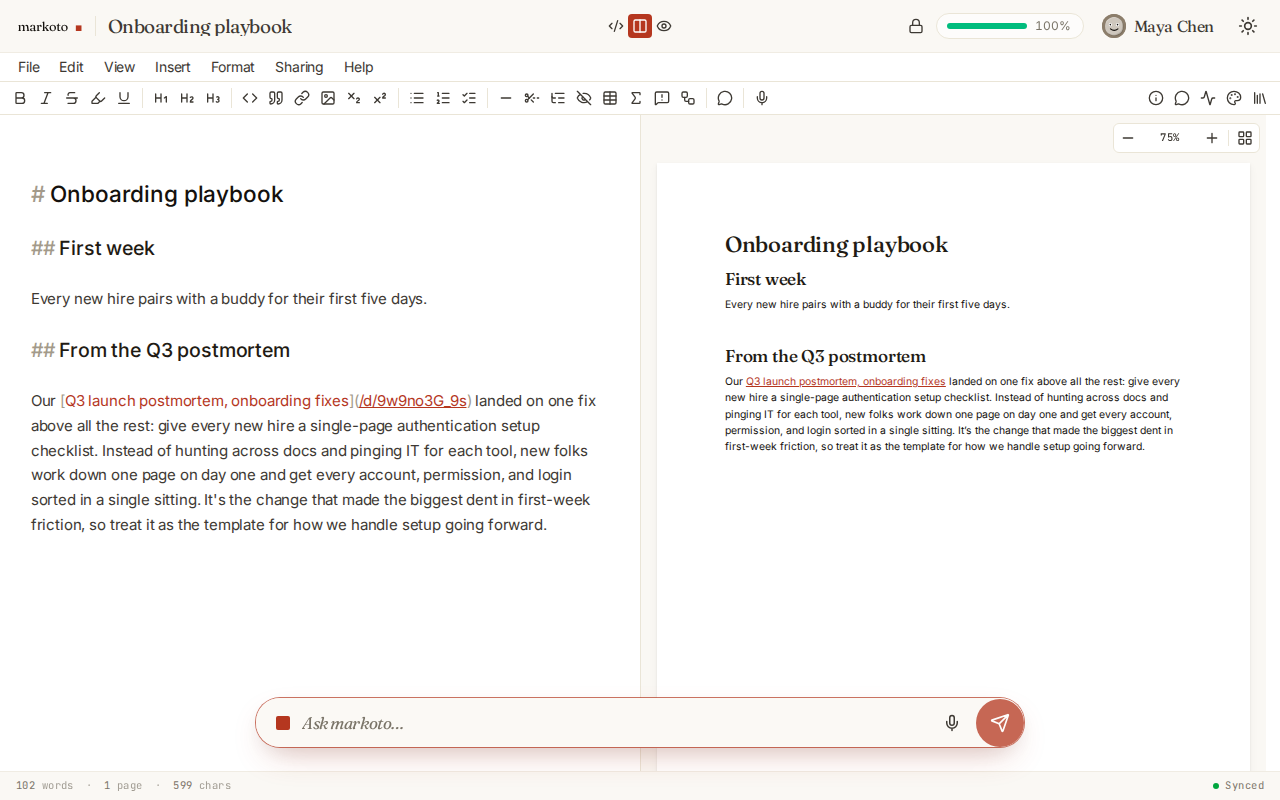 markoto
Onboarding playbook
100%
Maya Chen
File Edit View Insert Format Sharing Help
H1 H2 H3
75%
# Onboarding playbook
## First week
Every new hire pairs with a buddy for their first five days.
## From the Q3 postmortem
Our [Q3 launch postmortem, onboarding fixes](/d/9w9no3G_9s) landed on one fix
above all the rest: give every new hire a single-page authentication setup
checklist. Instead of hunting across docs and pinging IT for each tool, new folks
work down one page on day one and get every account, permission, and login
sorted in a single sitting. It's the change that made the biggest dent in first-week
friction, so treat it as the template for how we handle setup going forward.
Onboarding playbook
First week
Every new hire pairs with a buddy for their first five days.
From the Q3 postmortem
Our Q3 launch postmortem, onboarding fixes landed on one fix above all the rest: give every
new hire a single-page authentication setup checklist. Instead of hunting across docs and
pinging IT for each tool, new folks work down one page on day one and get every account,
permission, and login sorted in a single sitting. It's the change that made the biggest dent in
first-week friction, so treat it as the template for how we handle setup going forward.
Ask markoto...
102 words · 1 page · 599 chars
Synced